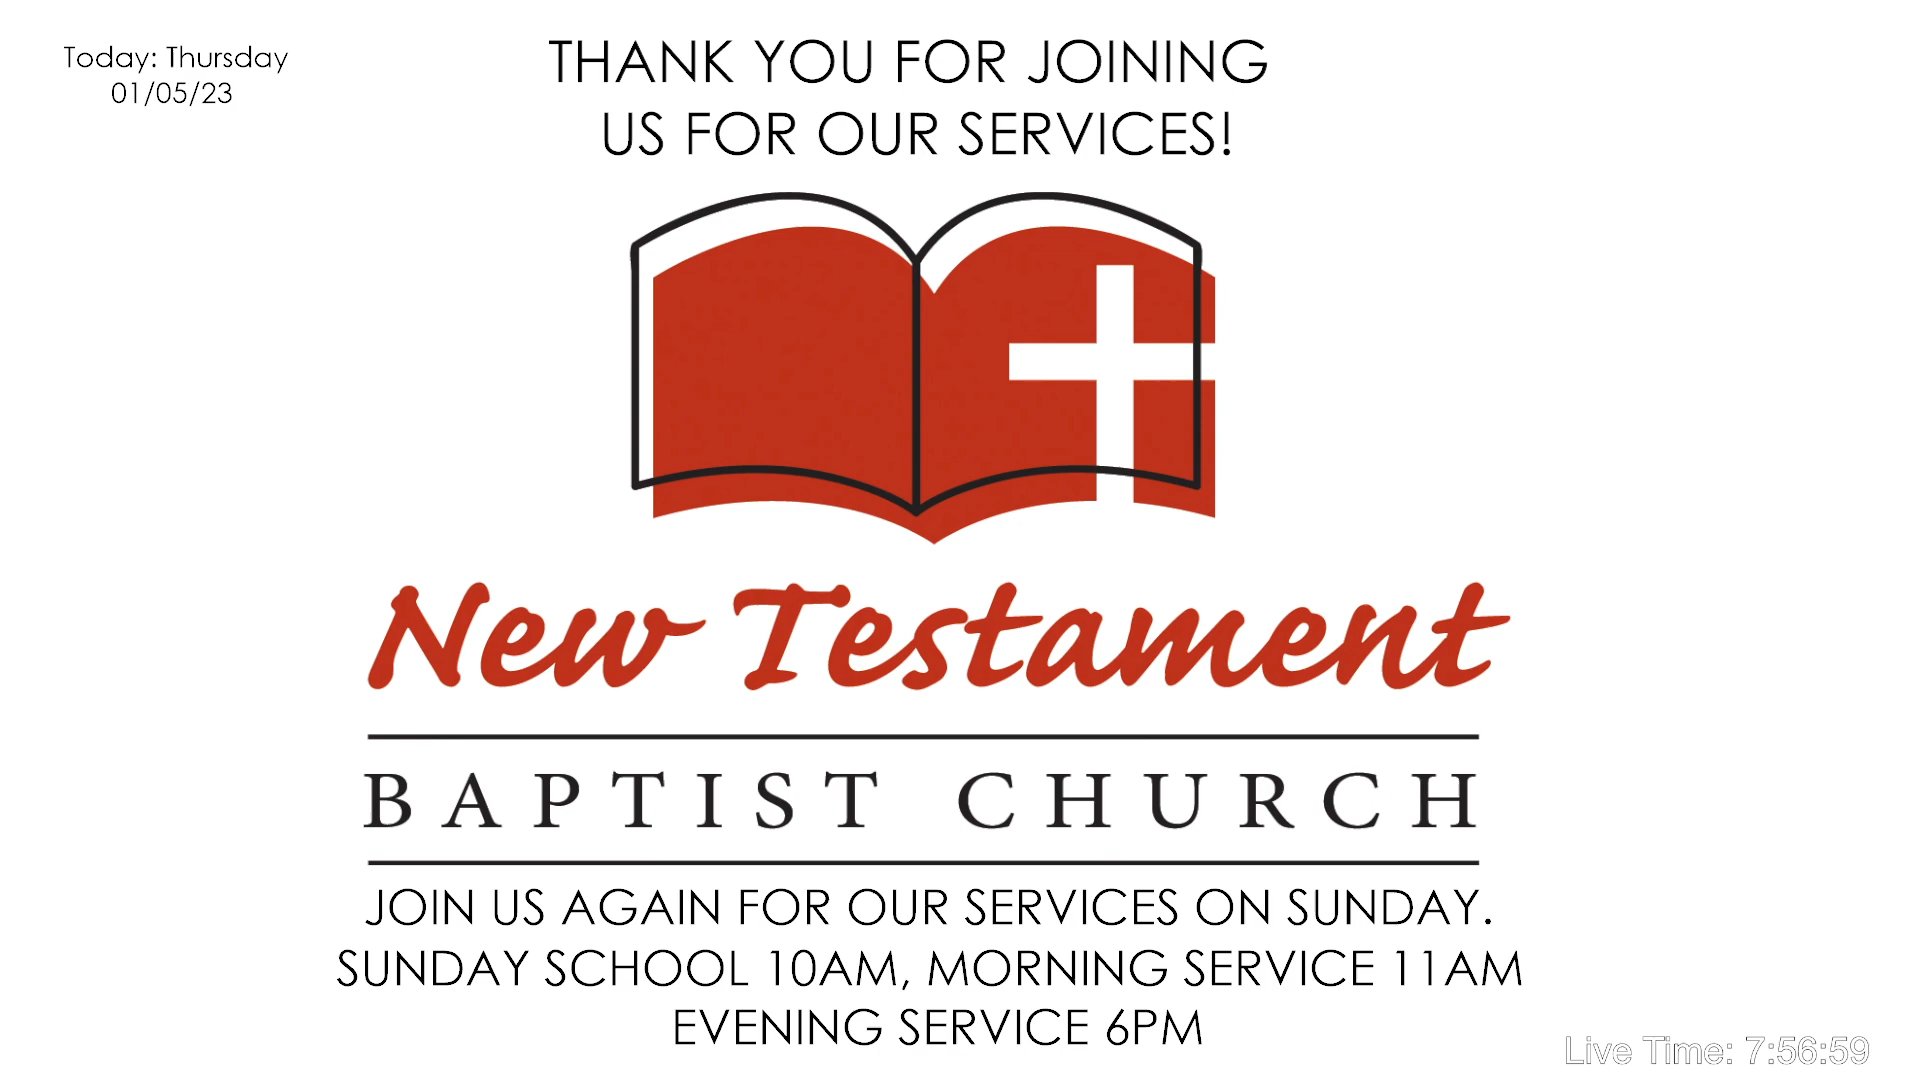 Today: Thursday
01/05/23
THANK YOU FOR JOINING
US FOR OUR SERVICES!
New Testament
BAPTIST CHURCH
JOIN US AGAIN FOR OUR SERVICES ON SUNDAY.
SUNDAY SCHOOL 10AM, MORNING SERVICE 11AM
EVENING SERVICE 6PM
Live Time: 7:56:59